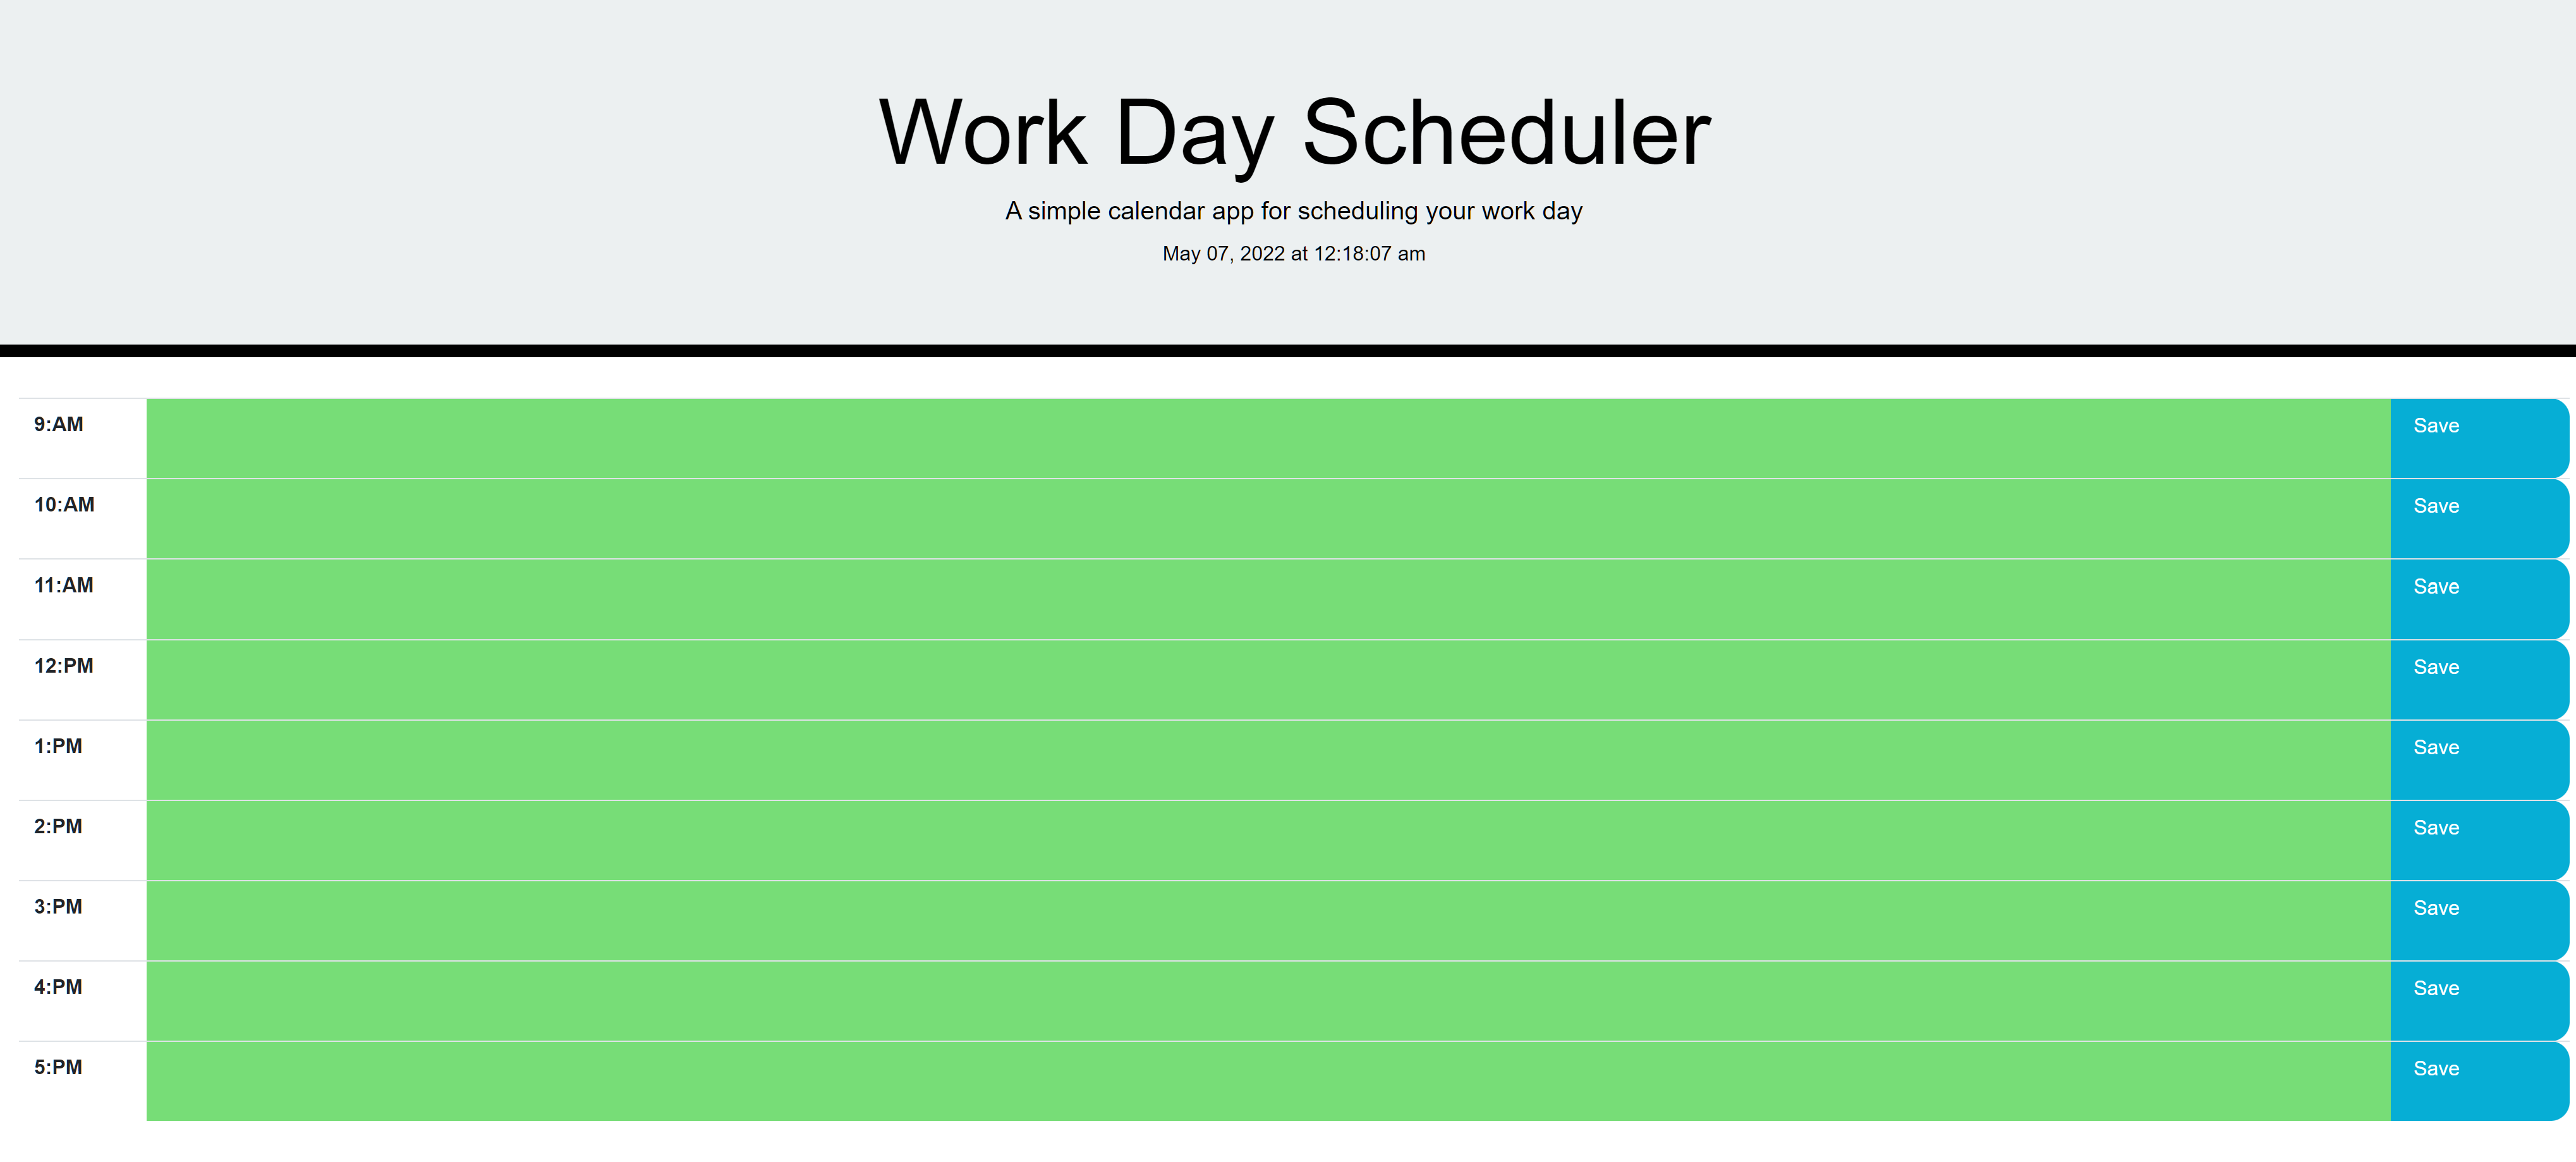 Work Day Scheduler
A simple calendar app for scheduling your work day
May 07, 2022 at 12:18:07 am
9:AM Save
10:AM Save
11:AM Save
12:PM Save
1:PM Save
2:PM Save
3:PM Save
4:PM Save
5:PM Save